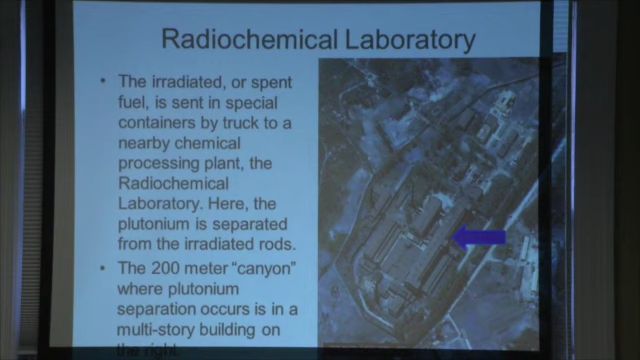 Radiochemical Laboratory
• The irradiated, or spent
fuel, is sent in special
containers by truck to a
nearby chemical
processing plant, the
Radiochemical
Laboratory. Here, the
plutonium is separated
from the irradiated rods.
• The 200 meter “canyon”
where plutonium
separation occurs is in a
multi-story building on
the right